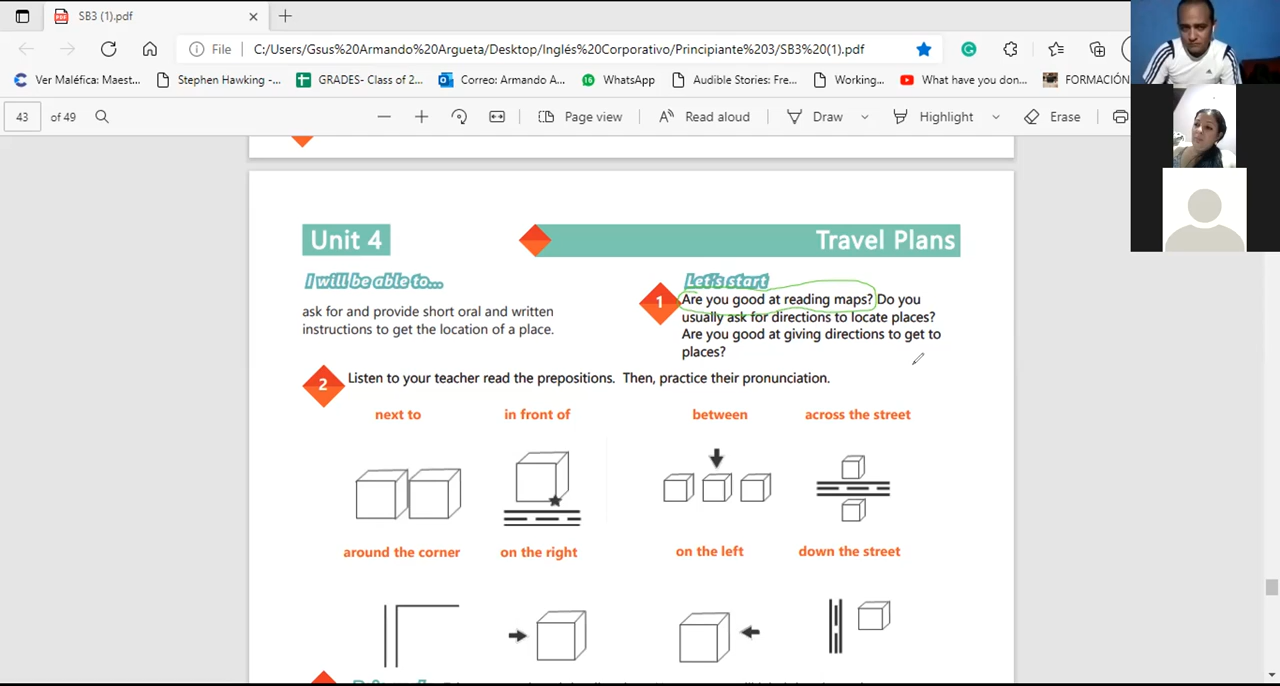 SB3 (1).pdf
File C:/Users/Gsus%20Armando%20Argueta/Desktop/Inglés%20Corporativo/Principiante%203/SB3%20(1).pdf
Ver Maléfica: Maest... Stephen Hawking -... GRADES- Class of 2... Correo: Armando A... WhatsApp Audible Stories: Fre... Working... What have you don... FORMACIÓN
43 of 49 Page view Read aloud Draw Highlight Erase
Unit 4
Travel Plans
I will be able to...
ask for and provide short oral and written
instructions to get the location of a place.
Let's start
1 Are you good at reading maps? Do you
usually ask for directions to locate places?
Are you good at giving directions to get to
places?
2 Listen to your teacher read the prepositions. Then, practice their pronunciation.
next to in front of between across the street
around the corner on the right on the left down the street